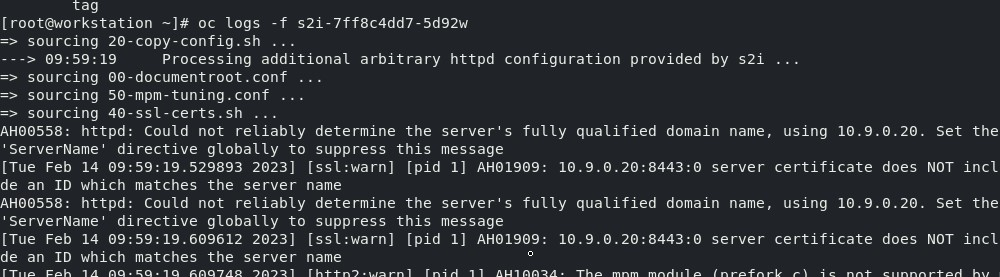 tag
[root@workstation ~]# oc logs -f s2i-7ff8c4dd7-5d92w
=> sourcing 20-copy-config.sh ...
---> 09:59:19     Processing additional arbitrary httpd configuration provided by s2i ...
=> sourcing 00-documentroot.conf ...
=> sourcing 50-mpm-tuning.conf ...
=> sourcing 40-ssl-certs.sh ...
AH00558: httpd: Could not reliably determine the server's fully qualified domain name, using 10.9.0.20. Set the
'ServerName' directive globally to suppress this message
[Tue Feb 14 09:59:19.529893 2023] [ssl:warn] [pid 1] AH01909: 10.9.0.20:8443:0 server certificate does NOT incl
de an ID which matches the server name
AH00558: httpd: Could not reliably determine the server's fully qualified domain name, using 10.9.0.20. Set the
'ServerName' directive globally to suppress this message
[Tue Feb 14 09:59:19.609612 2023] [ssl:warn] [pid 1] AH01909: 10.9.0.20:8443:0 server certificate does NOT incl
de an ID which matches the server name
[Tue Feb 14 09:59:19.609748 2023] [http2:warn] [pid 1] AH10034: The mpm module (prefork.c) is not supported by